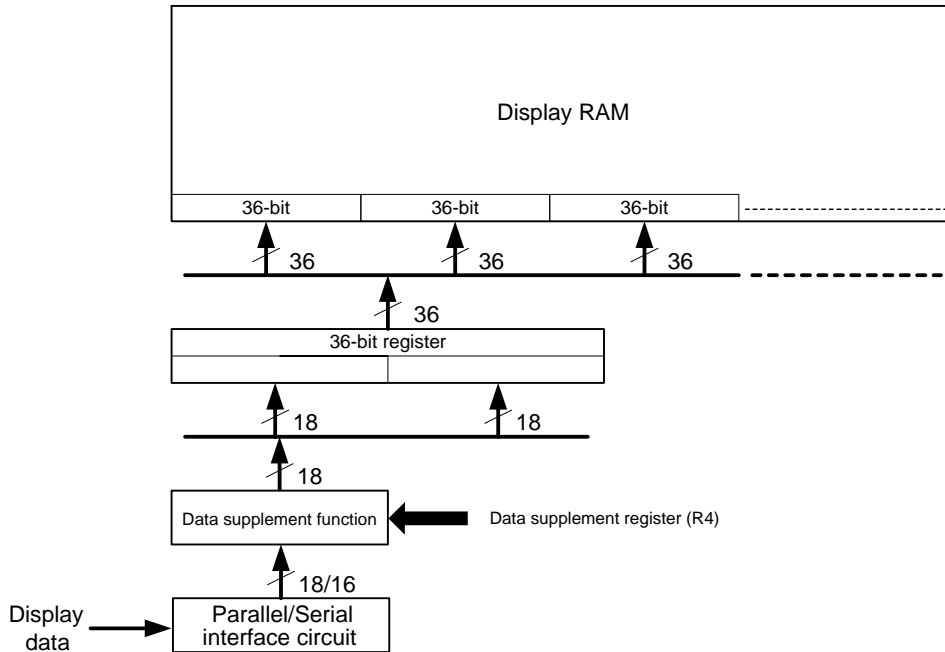 Display RAM
36-bit 36-bit 36-bit
36 36 36
36
36-bit register
18 18
18
Data supplement function
Data supplement register (R4)
18/16
Display
data
Parallel/Serial
interface circuit